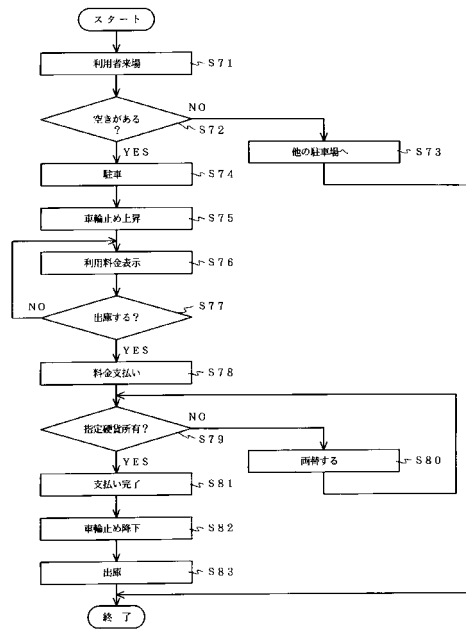 スタート
利用者来場
S71
空きがある
？
NO
S72
YES
他の駐車場へ
S73
駐車
S74
車輪止め上昇
S75
利用料金表示
S76
出庫する？
S77
NO
YES
料金支払い
S78
指定硬貨所有？
NO
S79
YES
両替する
S80
支払い完了
S81
車輪止め降下
S82
出庫
S83
終了